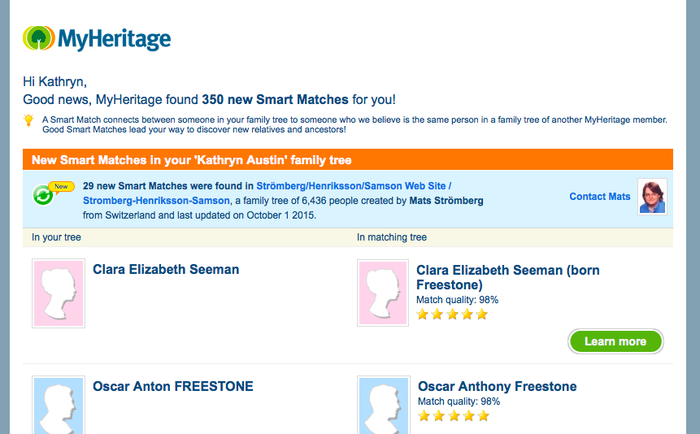 MyHeritage
Hi Kathryn,
Good news, MyHeritage found 350 new Smart Matches for you!
A Smart Match connects between someone in your family tree to someone who we believe is the same person in a family tree of another MyHeritage member.
Good Smart Matches lead your way to discover new relatives and ancestors!
New Smart Matches in your 'Kathryn Austin' family tree
New
29 new Smart Matches were found in Strömberg/Henriksson/Samson Web Site /
Stromberg-Henriksson-Samson, a family tree of 6,436 people created by Mats Strömberg
from Switzerland and last updated on October 1 2015.
Contact Mats
In your tree
In matching tree
Clara Elizabeth Seeman
Clara Elizabeth Seeman (born
Freestone)
Match quality: 98%
Learn more
Oscar Anton FREESTONE
Oscar Anthony Freestone
Match quality: 98%